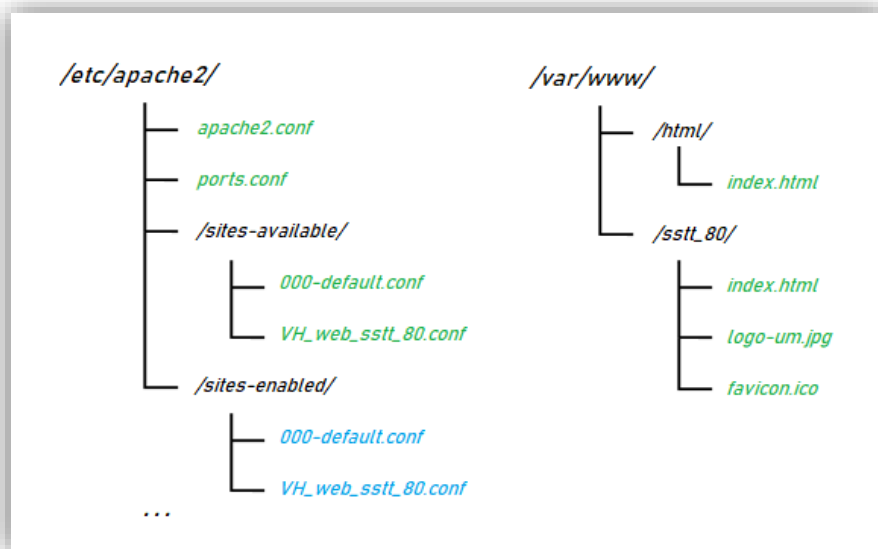 /etc/apache2/
apache2.conf
ports.conf
/sites-available/
000-default.conf
VH_web_sstt_80.conf
/sites-enabled/
000-default.conf
VH_web_sstt_80.conf
...
/var/www/
/html/
index.html
/sstt_80/
index.html
logo-um.jpg
favicon.ico